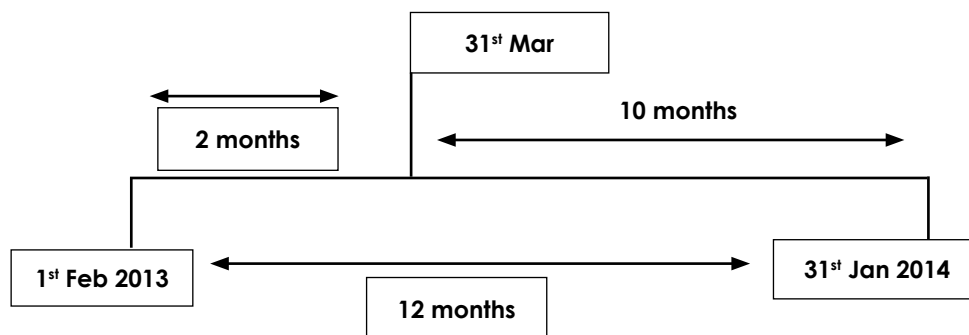 31st Mar
10 months
2 months
1st Feb 2013
31st Jan 2014
12 months